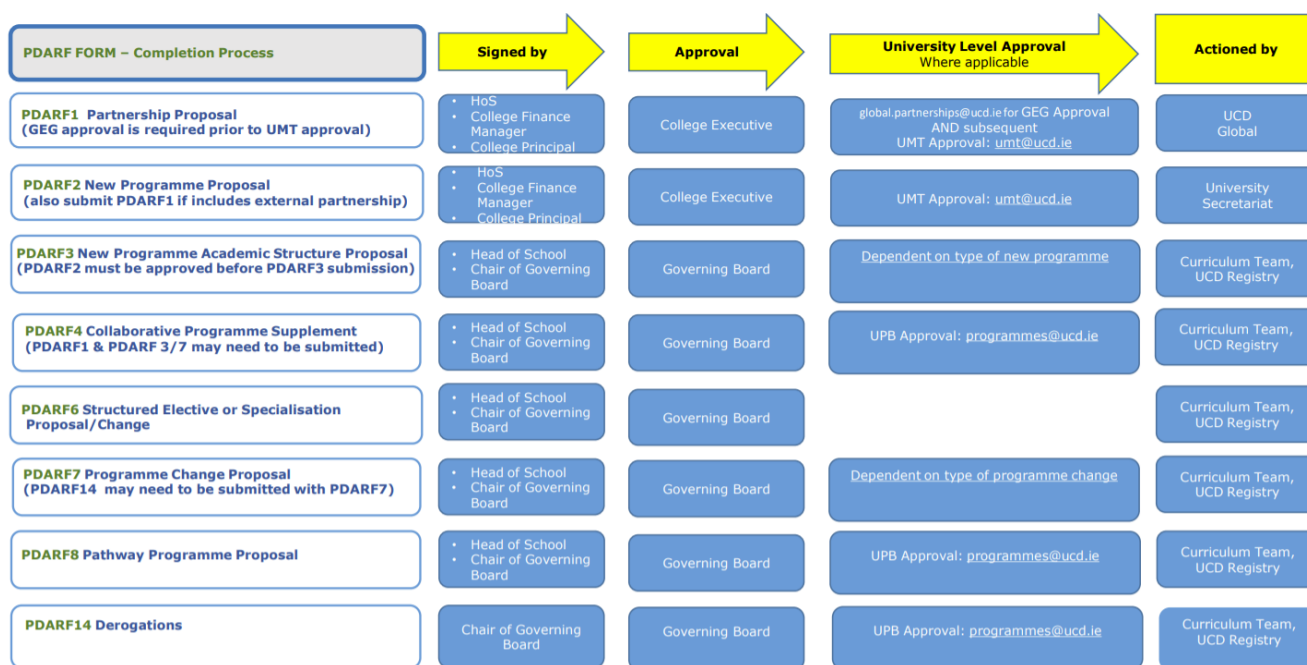 PDARF FORM – Completion Process
Signed by
Approval
University Level Approval
Where applicable
Actioned by
PDARF1 Partnership Proposal
(GEG approval is required prior to UMT approval)
• HoS
• College Finance
Manager
• College Principal
College Executive
global.partnerships@ucd.ie for GEG Approval
AND subsequent
UMT Approval: umt@ucd.ie
UCD
Global
PDARF2 New Programme Proposal
(also submit PDARF1 if includes external partnership)
• HoS
• College Finance
Manager
• College Principal
College Executive
UMT Approval: umt@ucd.ie
University
Secretariat
PDARF3 New Programme Academic Structure Proposal
(PDARF2 must be approved before PDARF3 submission)
• Head of School
• Chair of Governing
Board
Governing Board
Dependent on type of new programme
Curriculum Team,
UCD Registry
PDARF4 Collaborative Programme Supplement
(PDARF1 & PDARF 3/7 may need to be submitted)
• Head of School
• Chair of Governing
Board
Governing Board
UPB Approval: programmes@ucd.ie
Curriculum Team,
UCD Registry
PDARF6 Structured Elective or Specialisation
Proposal/Change
• Head of School
• Chair of Governing
Board
Governing Board
Curriculum Team,
UCD Registry
PDARF7 Programme Change Proposal
(PDARF14 may need to be submitted with PDARF7)
• Head of School
• Chair of Governing
Board
Governing Board
Dependent on type of programme change
Curriculum Team,
UCD Registry
PDARF8 Pathway Programme Proposal
• Head of School
• Chair of Governing
Board
Governing Board
UPB Approval: programmes@ucd.ie
Curriculum Team,
UCD Registry
PDARF14 Derogations
Chair of Governing
Board
Governing Board
UPB Approval: programmes@ucd.ie
Curriculum Team,
UCD Registry